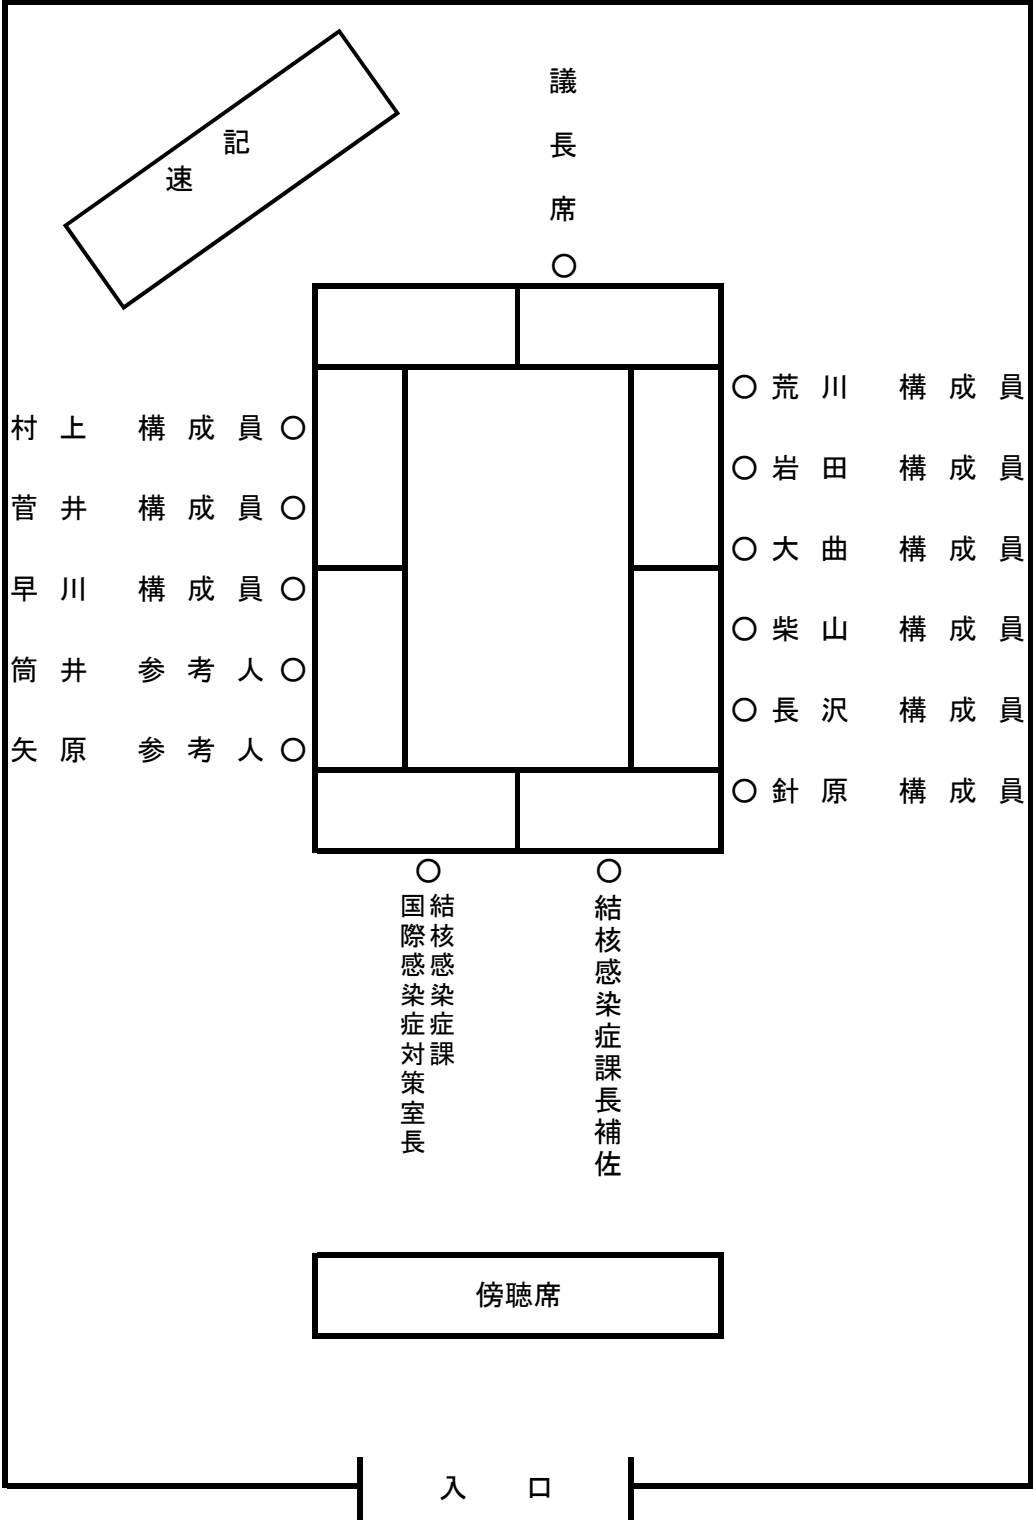 議長席
○
速記
○荒川 構成員
村上 構成員○
○岩田 構成員
菅井 構成員○
○大曲 構成員
早川 構成員○
○柴山 構成員
筒井 参考人○
○長沢 構成員
矢原 参考人○
○針原 構成員
○
結核感染症課
国際感染症対策室長
○
結核感染症課長補佐
傍聴席
入口